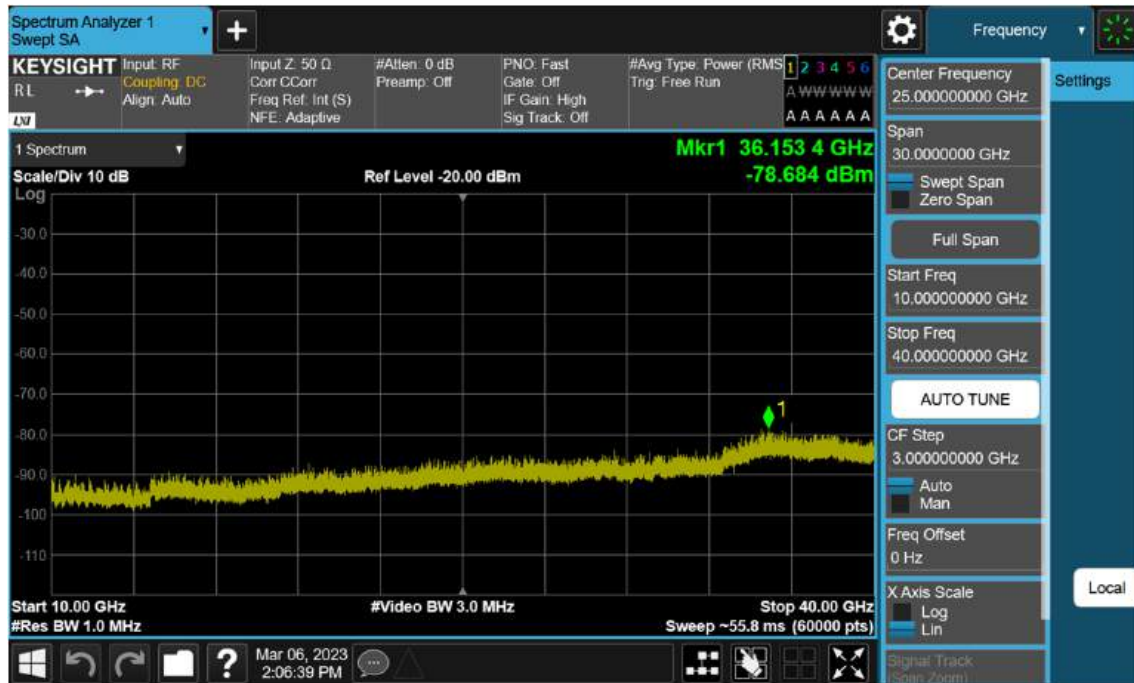 Spectrum Analyzer 1
Swept SA
+
Frequency
KEYSIGHT
RL
LXI
Input: RF
Coupling: DC
Align: Auto
Input Z: 50 Ω
Corr CCorr
Freq Ref: Int (S)
NFE: Adaptive
#Atten: 0 dB
Preamp: Off
PNO: Fast
Gate: Off
IF Gain: High
Sig Track: Off
#Avg Type: Power (RMS
Trig: Free Run
1 2 3 4 5 6
A W W W W W
A A A A A A
1 Spectrum
Mkr1 36.153 4 GHz
-78.684 dBm
Scale/Div 10 dB
Ref Level -20.00 dBm
Log
-30.0
-40.0
-50.0
-60.0
-70.0
-80.0
-90.0
-100
-110
1
Start 10.00 GHz
#Video BW 3.0 MHz
Stop 40.00 GHz
#Res BW 1.0 MHz
Sweep ~55.8 ms (60000 pts)
Center Frequency
25.000000000 GHz
Span
30.0000000 GHz
Swept Span
Zero Span
Full Span
Start Freq
10.000000000 GHz
Stop Freq
40.000000000 GHz
AUTO TUNE
CF Step
3.000000000 GHz
Auto
Man
Freq Offset
0 Hz
X Axis Scale
Log
Lin
Signal Track
(Span Zoom)
Settings
Local
?
Mar 06, 2023
2:06:39 PM